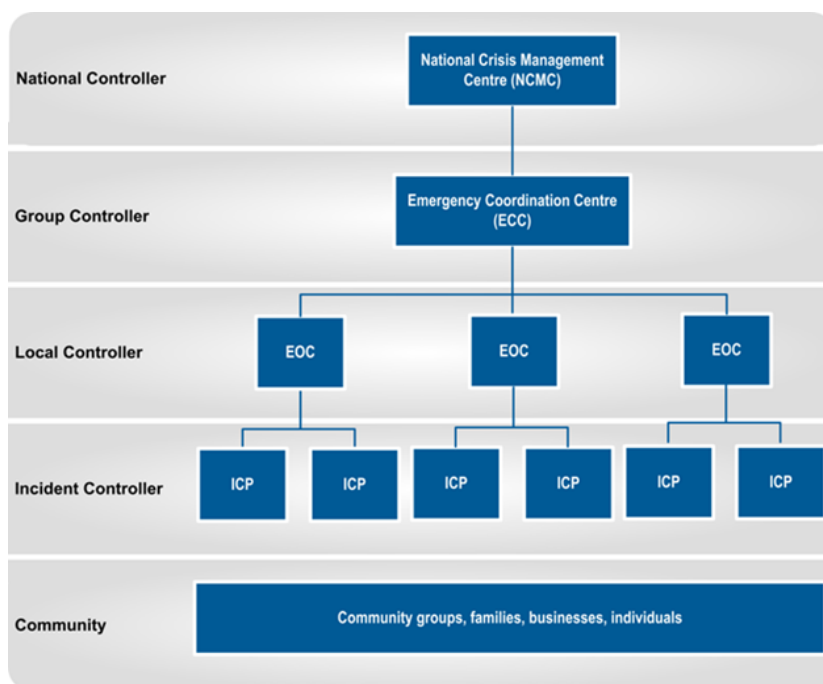 National Controller
National Crisis Management
Centre (NCMC)
Group Controller
Emergency Coordination Centre
(ECC)
Local Controller
EOC
EOC
EOC
Incident Controller
ICP
ICP
ICP
ICP
ICP
ICP
Community
Community groups, families, businesses, individuals